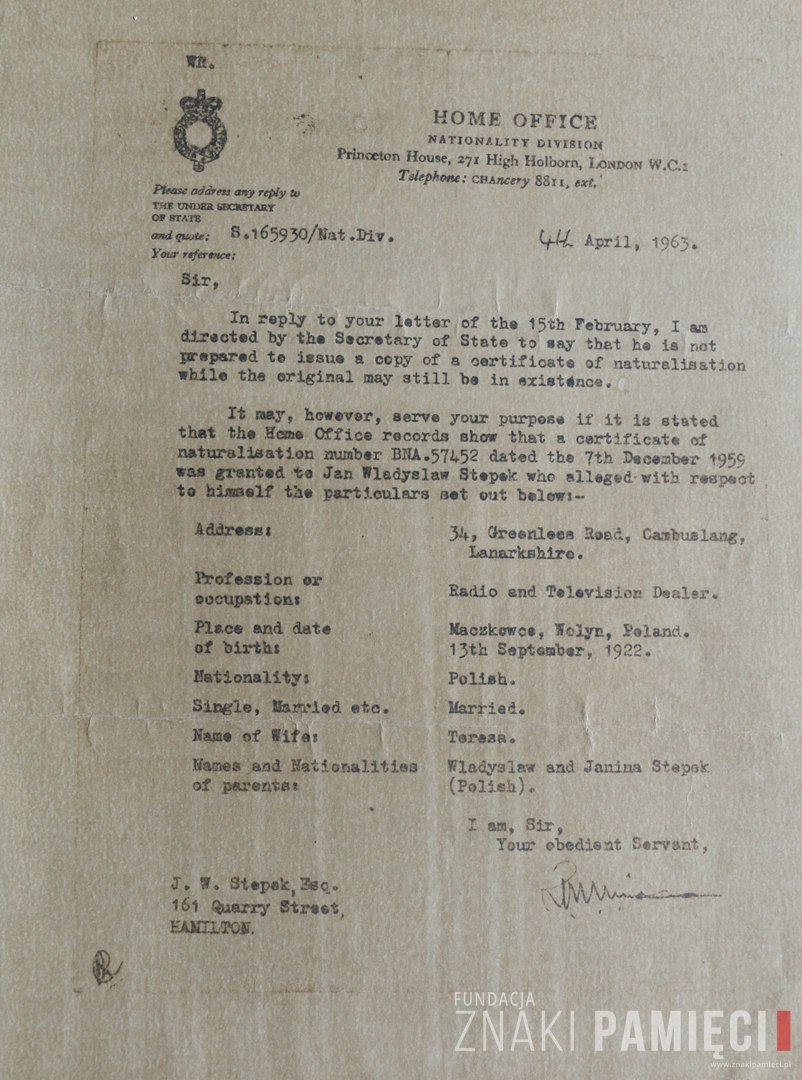 WR.
HOME OFFICE
NATIONALITY DIVISION
Princeton House, 271 High Holborn, LONDON W.C.1
Telephone: CHAncery 8811, ext.
Please address any reply to
THE UNDER SECRETARY
OF STATE
and quote: S.165930/Nat.Div.
Your reference:
4th April, 1963.
Sir,
In reply to your letter of the 15th February, I am
directed by the Secretary of State to say that he is not
prepared to issue a copy of a certificate of naturalisation
while the original may still be in existence.
It may, however, serve your purpose if it is stated
that the Home Office records show that a certificate of
naturalisation number BNA.57452 dated the 7th December 1959
was granted to Jan Wladyslaw Stepek who alleged with respect
to himself the particulars set out below:-
Address: 34, Greenlees Road, Cambuslang,
Lanarkshire.
Profession or
occupation: Radio and Television Dealer.
Place and date Maczkowce, Wolyn, Poland.
of birth: 13th September, 1922.
Nationality: Polish.
Single, Married etc. Married.
Name of Wife: Teresa.
Names and Nationalities Wladyslaw and Janina Stepek
of parents: (Polish).
I am, Sir,
Your obedient Servant,
J. W. Stepek, Esq.
161 Quarry Street,
HAMILTON.
FUNDACJA
ZNAKI PAMIĘCI
www.znakipamieci.pl